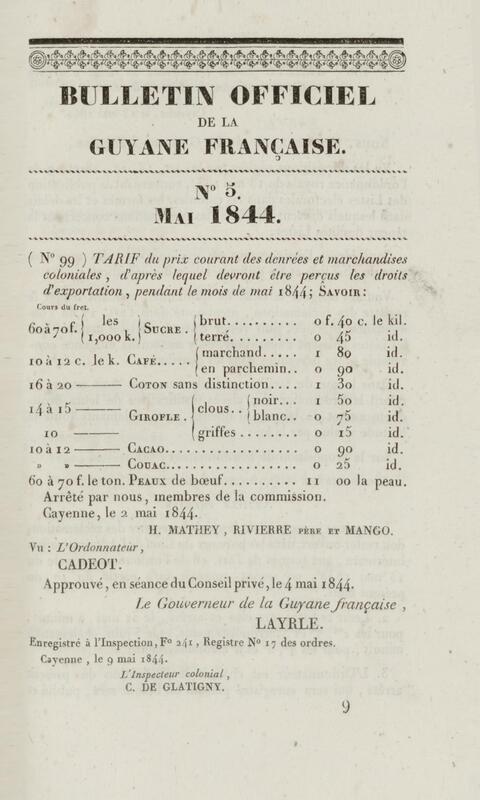 BULLETIN OFFICIEL
DE LA
GUYANE FRANÇAISE.
N° 5.
MAI 1844.
( N° 99 ) TARIF du prix courant des denrées et marchandises
coloniales, d'après lequel devront être perçus les droits
d'exportation, pendant le mois de mai 1844; SAVOIR:
Cours du fret.
60 à 70 f. { les 1,000 k. } SUCRE. { brut.......... 0 f. 40 c. le kil.
terré.......... 0 45 id.
10 à 12 c. le k. CAFÉ..... { marchand..... 1 80 id.
en parchemin.. 0 90 id.
16 à 20 ——— COTON sans distinction.... 1 30 id.
14 à 15 ——— GIROFLE. { clous.. { noir... 1 50 id.
blanc.. 0 75 id.
10 ——— griffes...... 0 15 id.
10 à 12 ——— CACAO.................. 0 90 id.
» » ——— COUAC.................. 0 25 id.
60 à 70 f. le ton. PEAUX de bœuf.......... 11 00 la peau.
Arrêté par nous, membres de la commission.
Cayenne, le 2 mai 1844.
H. MATHEY, RIVIERRE PÈRE ET MANGO.
Vu : L'Ordonnateur,
CADEOT.
Approuvé, en séance du Conseil privé, le 4 mai 1844.
Le Gouverneur de la Guyane française,
LAYRLE.
Enregistré à l'Inspection, F° 241, Registre N° 17 des ordres.
Cayenne, le 9 mai 1844.
L'Inspecteur colonial,
C. DE GLATIGNY.
9